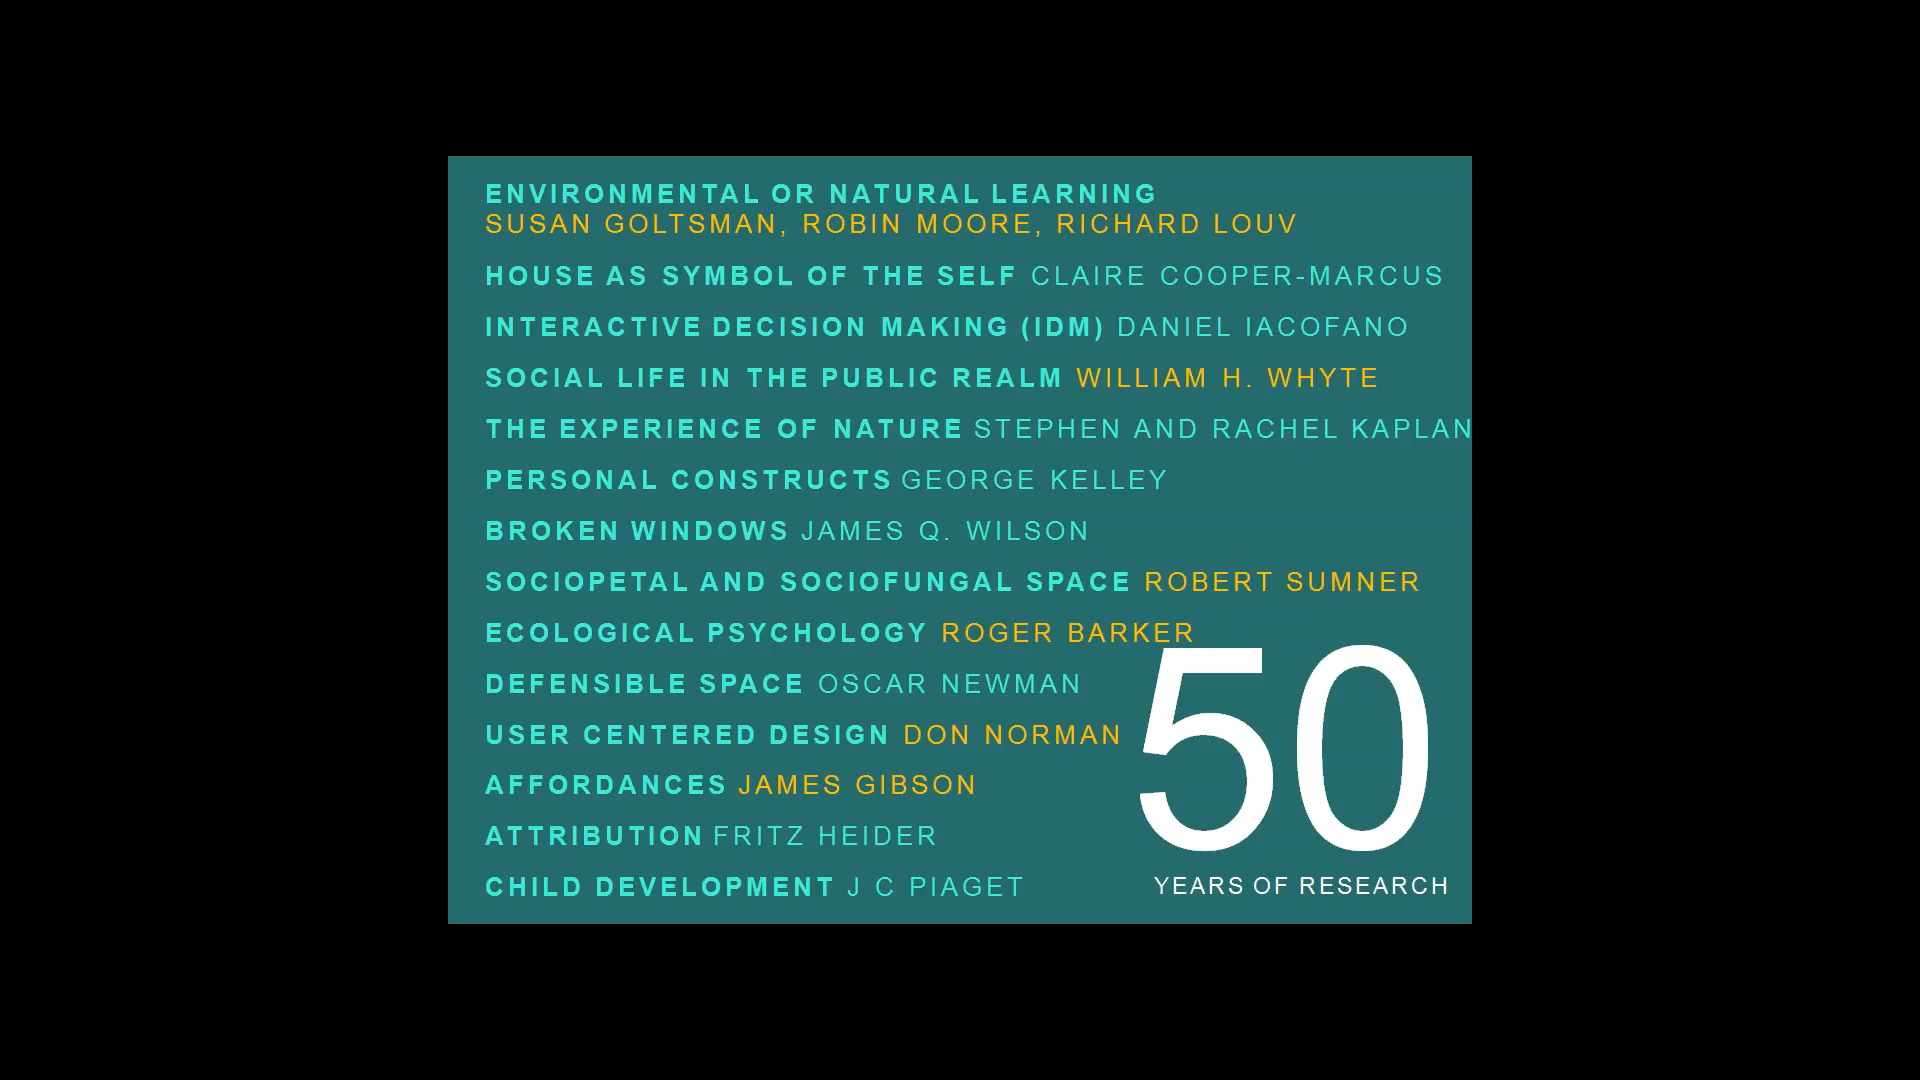 ENVIRONMENTAL OR NATURAL LEARNING
SUSAN GOLTSMAN, ROBIN MOORE, RICHARD LOUV
HOUSE AS SYMBOL OF THE SELF CLAIRE COOPER-MARCUS
INTERACTIVE DECISION MAKING (IDM) DANIEL IACOFANO
SOCIAL LIFE IN THE PUBLIC REALM WILLIAM H. WHYTE
THE EXPERIENCE OF NATURE STEPHEN AND RACHEL KAPLAN
PERSONAL CONSTRUCTS GEORGE KELLEY
BROKEN WINDOWS JAMES Q. WILSON
SOCIOPETAL AND SOCIOFUNGAL SPACE ROBERT SUMNER
ECOLOGICAL PSYCHOLOGY ROGER BARKER
DEFENSIBLE SPACE OSCAR NEWMAN
USER CENTERED DESIGN DON NORMAN
AFFORDANCES JAMES GIBSON
ATTRIBUTION FRITZ HEIDER
CHILD DEVELOPMENT J C PIAGET
50
YEARS OF RESEARCH